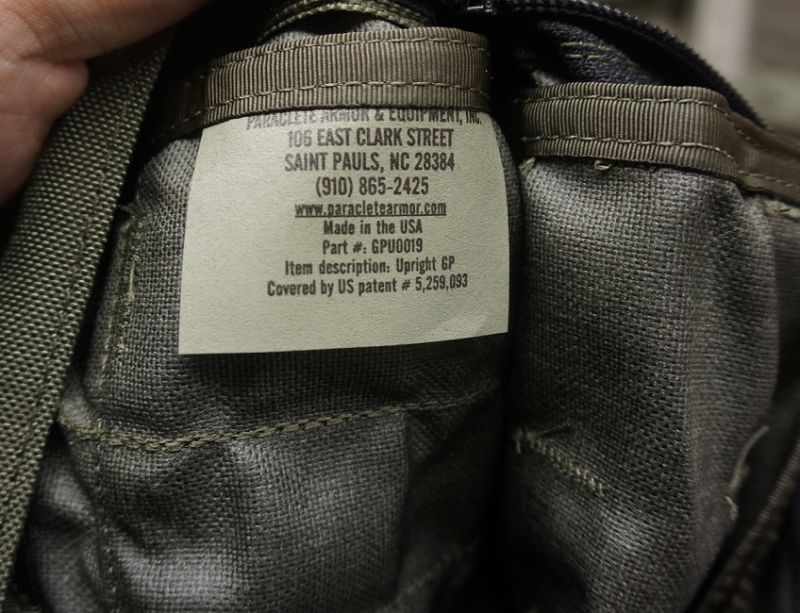 PARACLETE ARMOR & EQUIPMENT, INC.
106 EAST CLARK STREET
SAINT PAULS, NC 28384
(910) 865-2425
www.paracletearmor.com
Made in the USA
Part #: GPU0019
Item description: Upright GP
Covered by US patent # 5,259,093